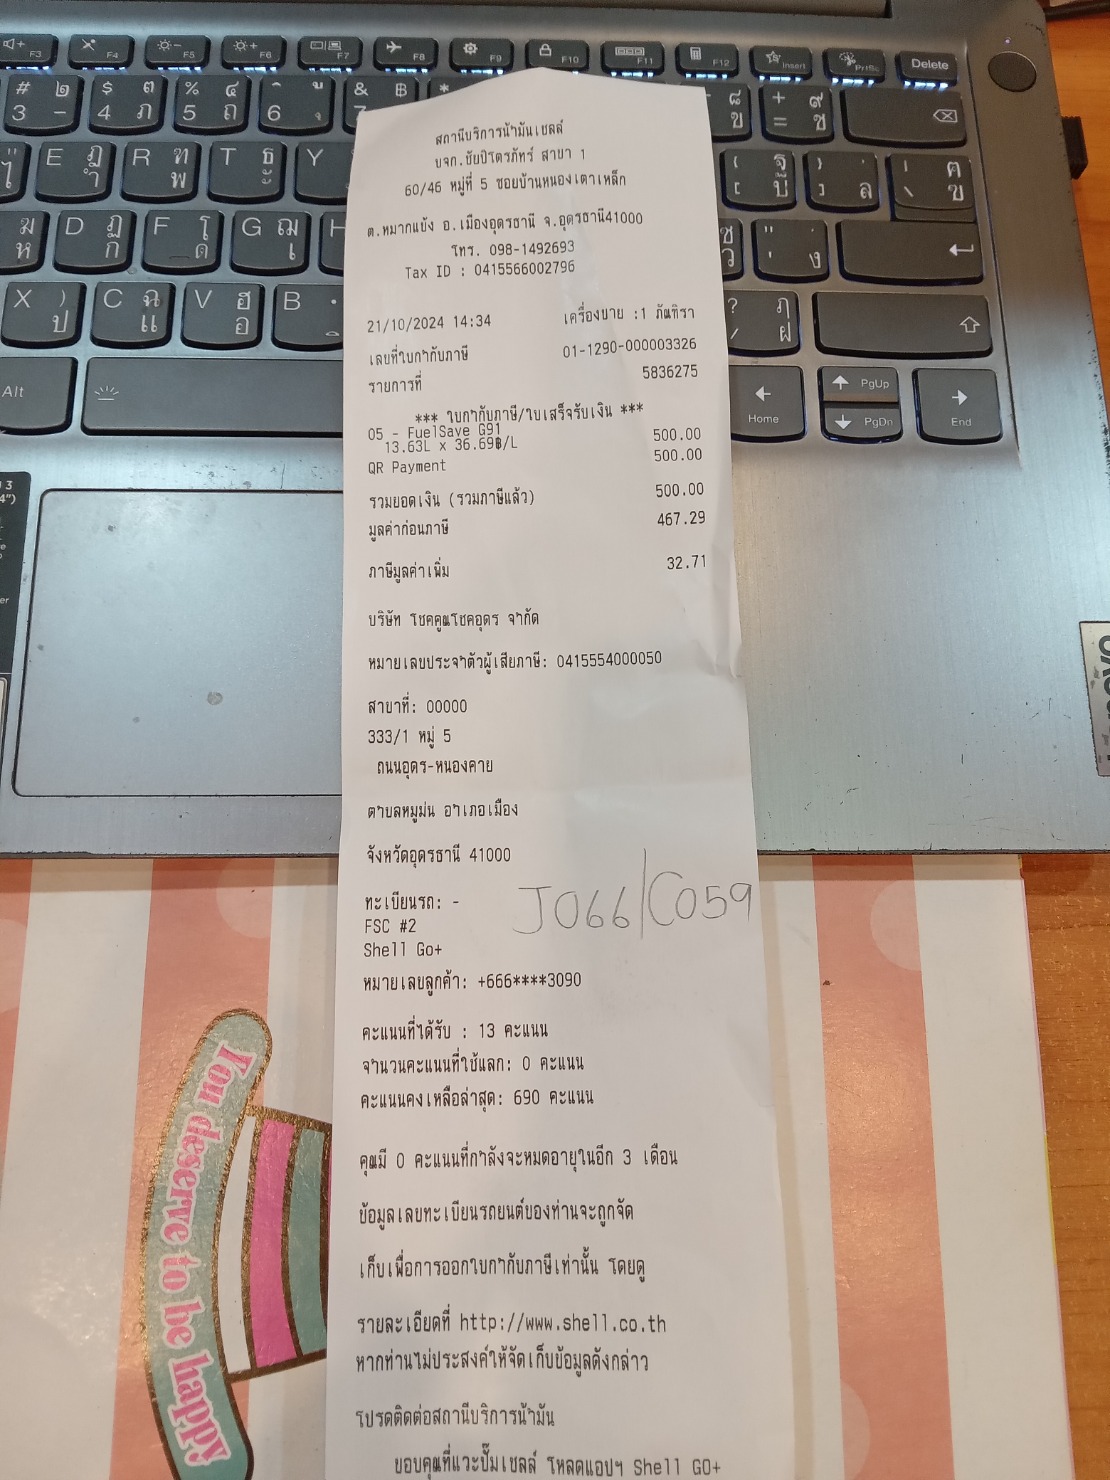 สถานีบริการน้ำมันเชลล์
บจก.ชัยปิโตรภัทร์ สาขา 1
60/46 หมู่ที่ 5 ซอยบ้านหนองเตาเหล็ก
ต.หมากแข้ง อ.เมืองอุดรธานี จ.อุดรธานี41000
โทร. 098-1492693
Tax ID : 0415566002796
21/10/2024 14:34 เครื่องขาย :1 ภัณฑิรา
เลขที่ใบกำกับภาษี 01-1290-000003326
รายการที่ 5836275
*** ใบกำกับภาษี/ใบเสร็จรับเงิน ***
05 - FuelSave G91 500.00
13.63L x 36.69฿/L
QR Payment 500.00
รวมยอดเงิน (รวมภาษีแล้ว) 500.00
มูลค่าก่อนภาษี 467.29
ภาษีมูลค่าเพิ่ม 32.71
บริษัท โชคคูณโชคอุดร จำกัด
หมายเลขประจำตัวผู้เสียภาษี: 0415554000050
สาขาที่: 00000
333/1 หมู่ 5
ถนนอุดร-หนองคาย
ตำบลหมูม่น อำเภอเมือง
จังหวัดอุดรธานี 41000
ทะเบียนรถ: -
J066/C059
FSC #2
Shell Go+
หมายเลขลูกค้า: +666****3090
คะแนนที่ได้รับ : 13 คะแนน
จำนวนคะแนนที่ใช้แลก: 0 คะแนน
คะแนนคงเหลือล่าสุด: 690 คะแนน
คุณมี 0 คะแนนที่กำลังจะหมดอายุในอีก 3 เดือน
ข้อมูลเลขทะเบียนรถยนต์ของท่านจะถูกจัด
เก็บเพื่อการออกใบกำกับภาษีเท่านั้น โดยดู
รายละเอียดที่ http://www.shell.co.th
หากท่านไม่ประสงค์ให้จัดเก็บข้อมูลดังกล่าว
โปรดติดต่อสถานีบริการน้ำมัน
ขอบคุณที่แวะปั๊มเชลล์ โหลดแอปฯ Shell GO+
You deserve to be happy